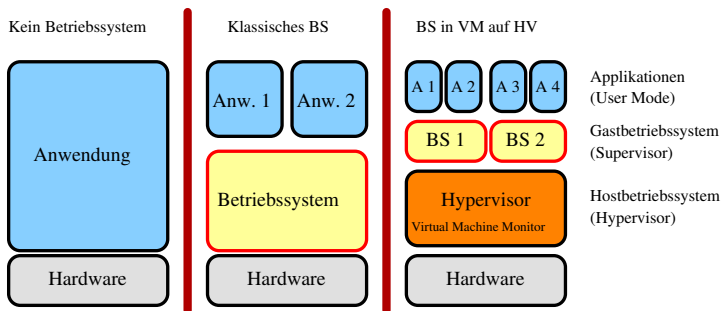 Kein Betriebssystem
Klassisches BS
BS in VM auf HV
Anwendung
Hardware
Anw. 1
Anw. 2
Betriebssystem
Hardware
A 1
A 2
A 3
A 4
BS 1
BS 2
Hypervisor
Virtual Machine Monitor
Hardware
Applikationen
(User Mode)
Gastbetriebssystem
(Supervisor)
Hostbetriebssystem
(Hypervisor)